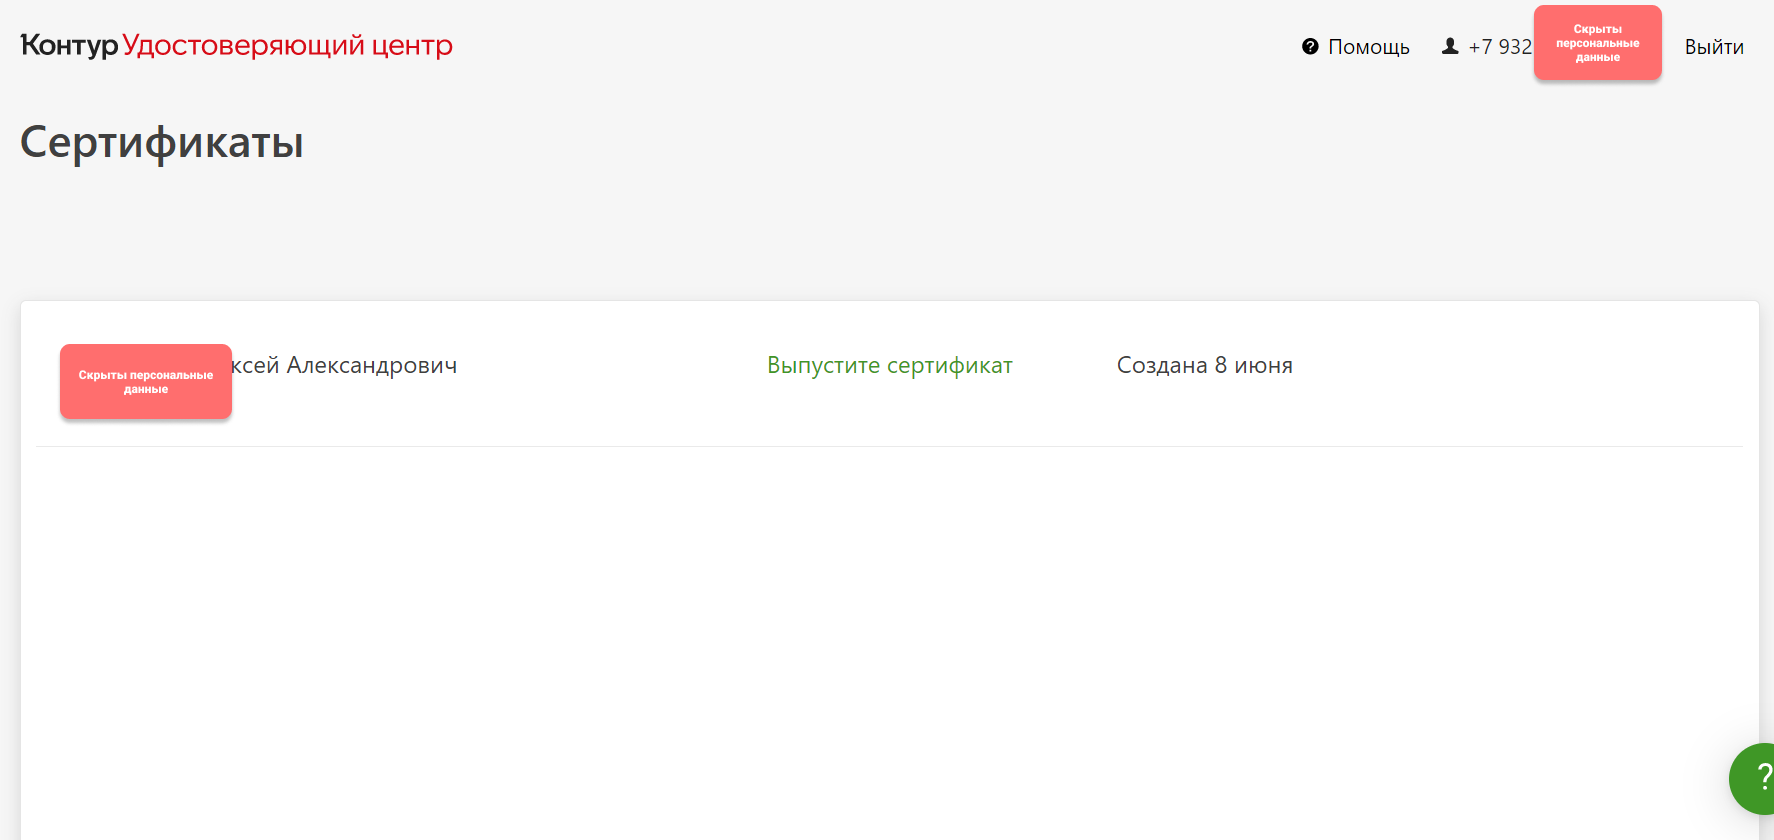 Контур Удостоверяющий центр
? Помощь
+7 932
Скрыты персональные данные
Выйти
Сертификаты
Скрыты персональные данные
ксей Александрович
Выпустите сертификат
Создана 8 июня
?